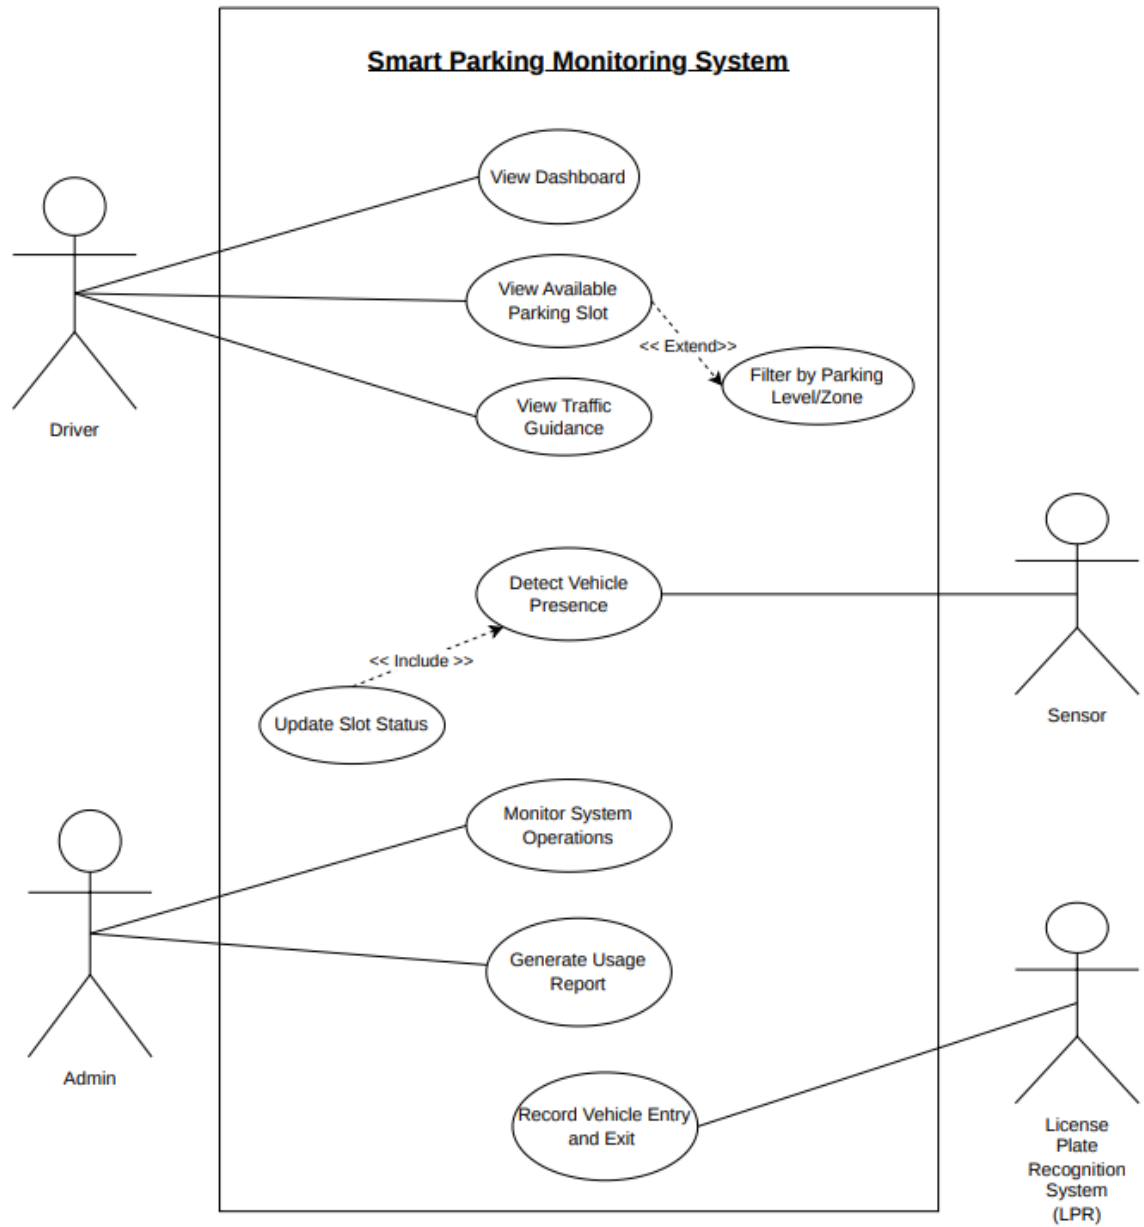 Smart Parking Monitoring System
View Dashboard
View Available
Parking Slot
<< Extend>>
Filter by Parking
Level/Zone
View Traffic
Guidance
Driver
Detect Vehicle
Presence
<< Include >>
Update Slot Status
Sensor
Monitor System
Operations
Generate Usage
Report
Admin
Record Vehicle Entry
and Exit
License
Plate
Recognition
System
(LPR)